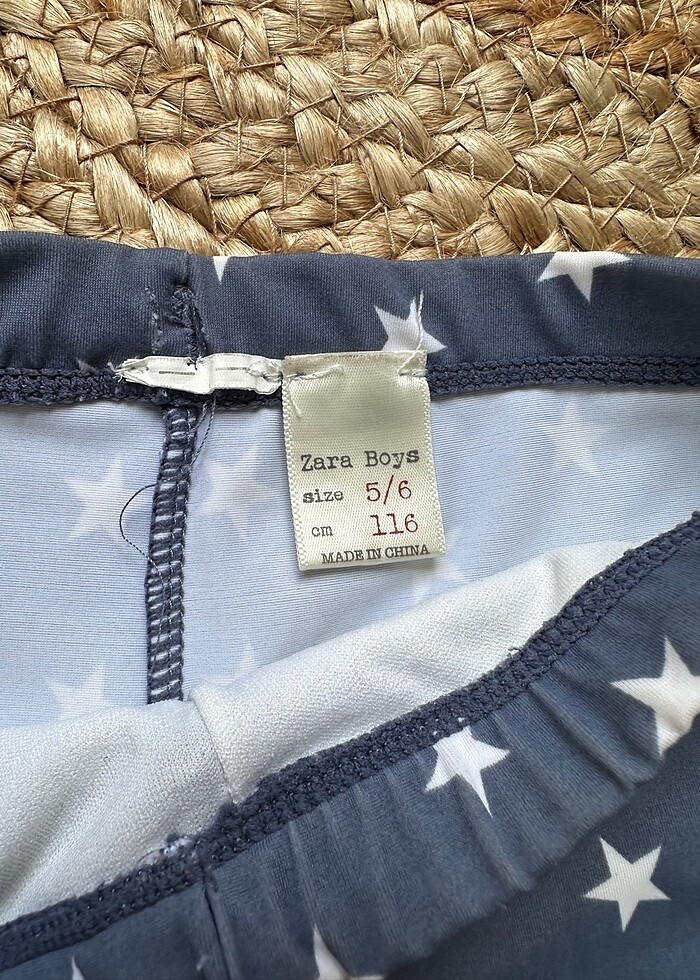 Zara Boys
size 5/6
cm 116
MADE IN CHINA